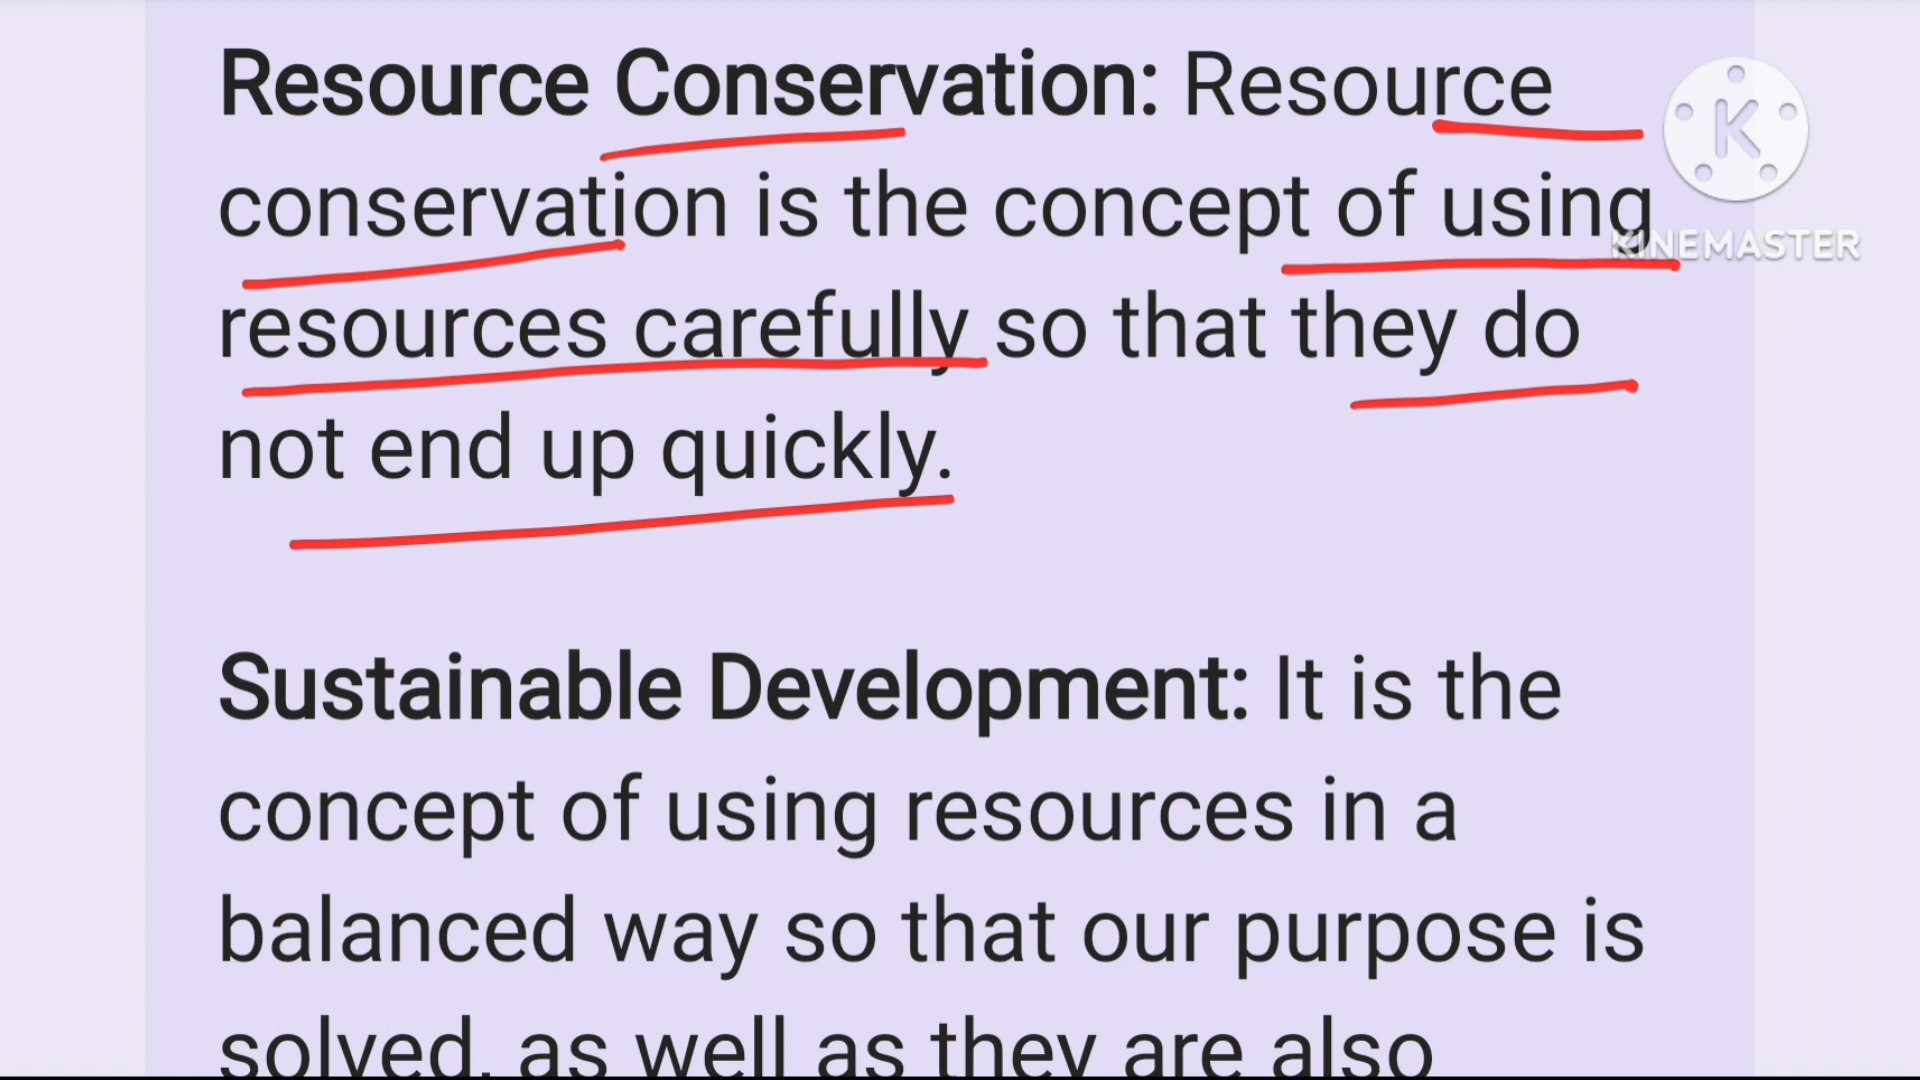 Resource Conservation: Resource
conservation is the concept of using
resources carefully so that they do
not end up quickly.
Sustainable Development: It is the
concept of using resources in a
balanced way so that our purpose is
solved, as well as they are also
K
KINEMASTER